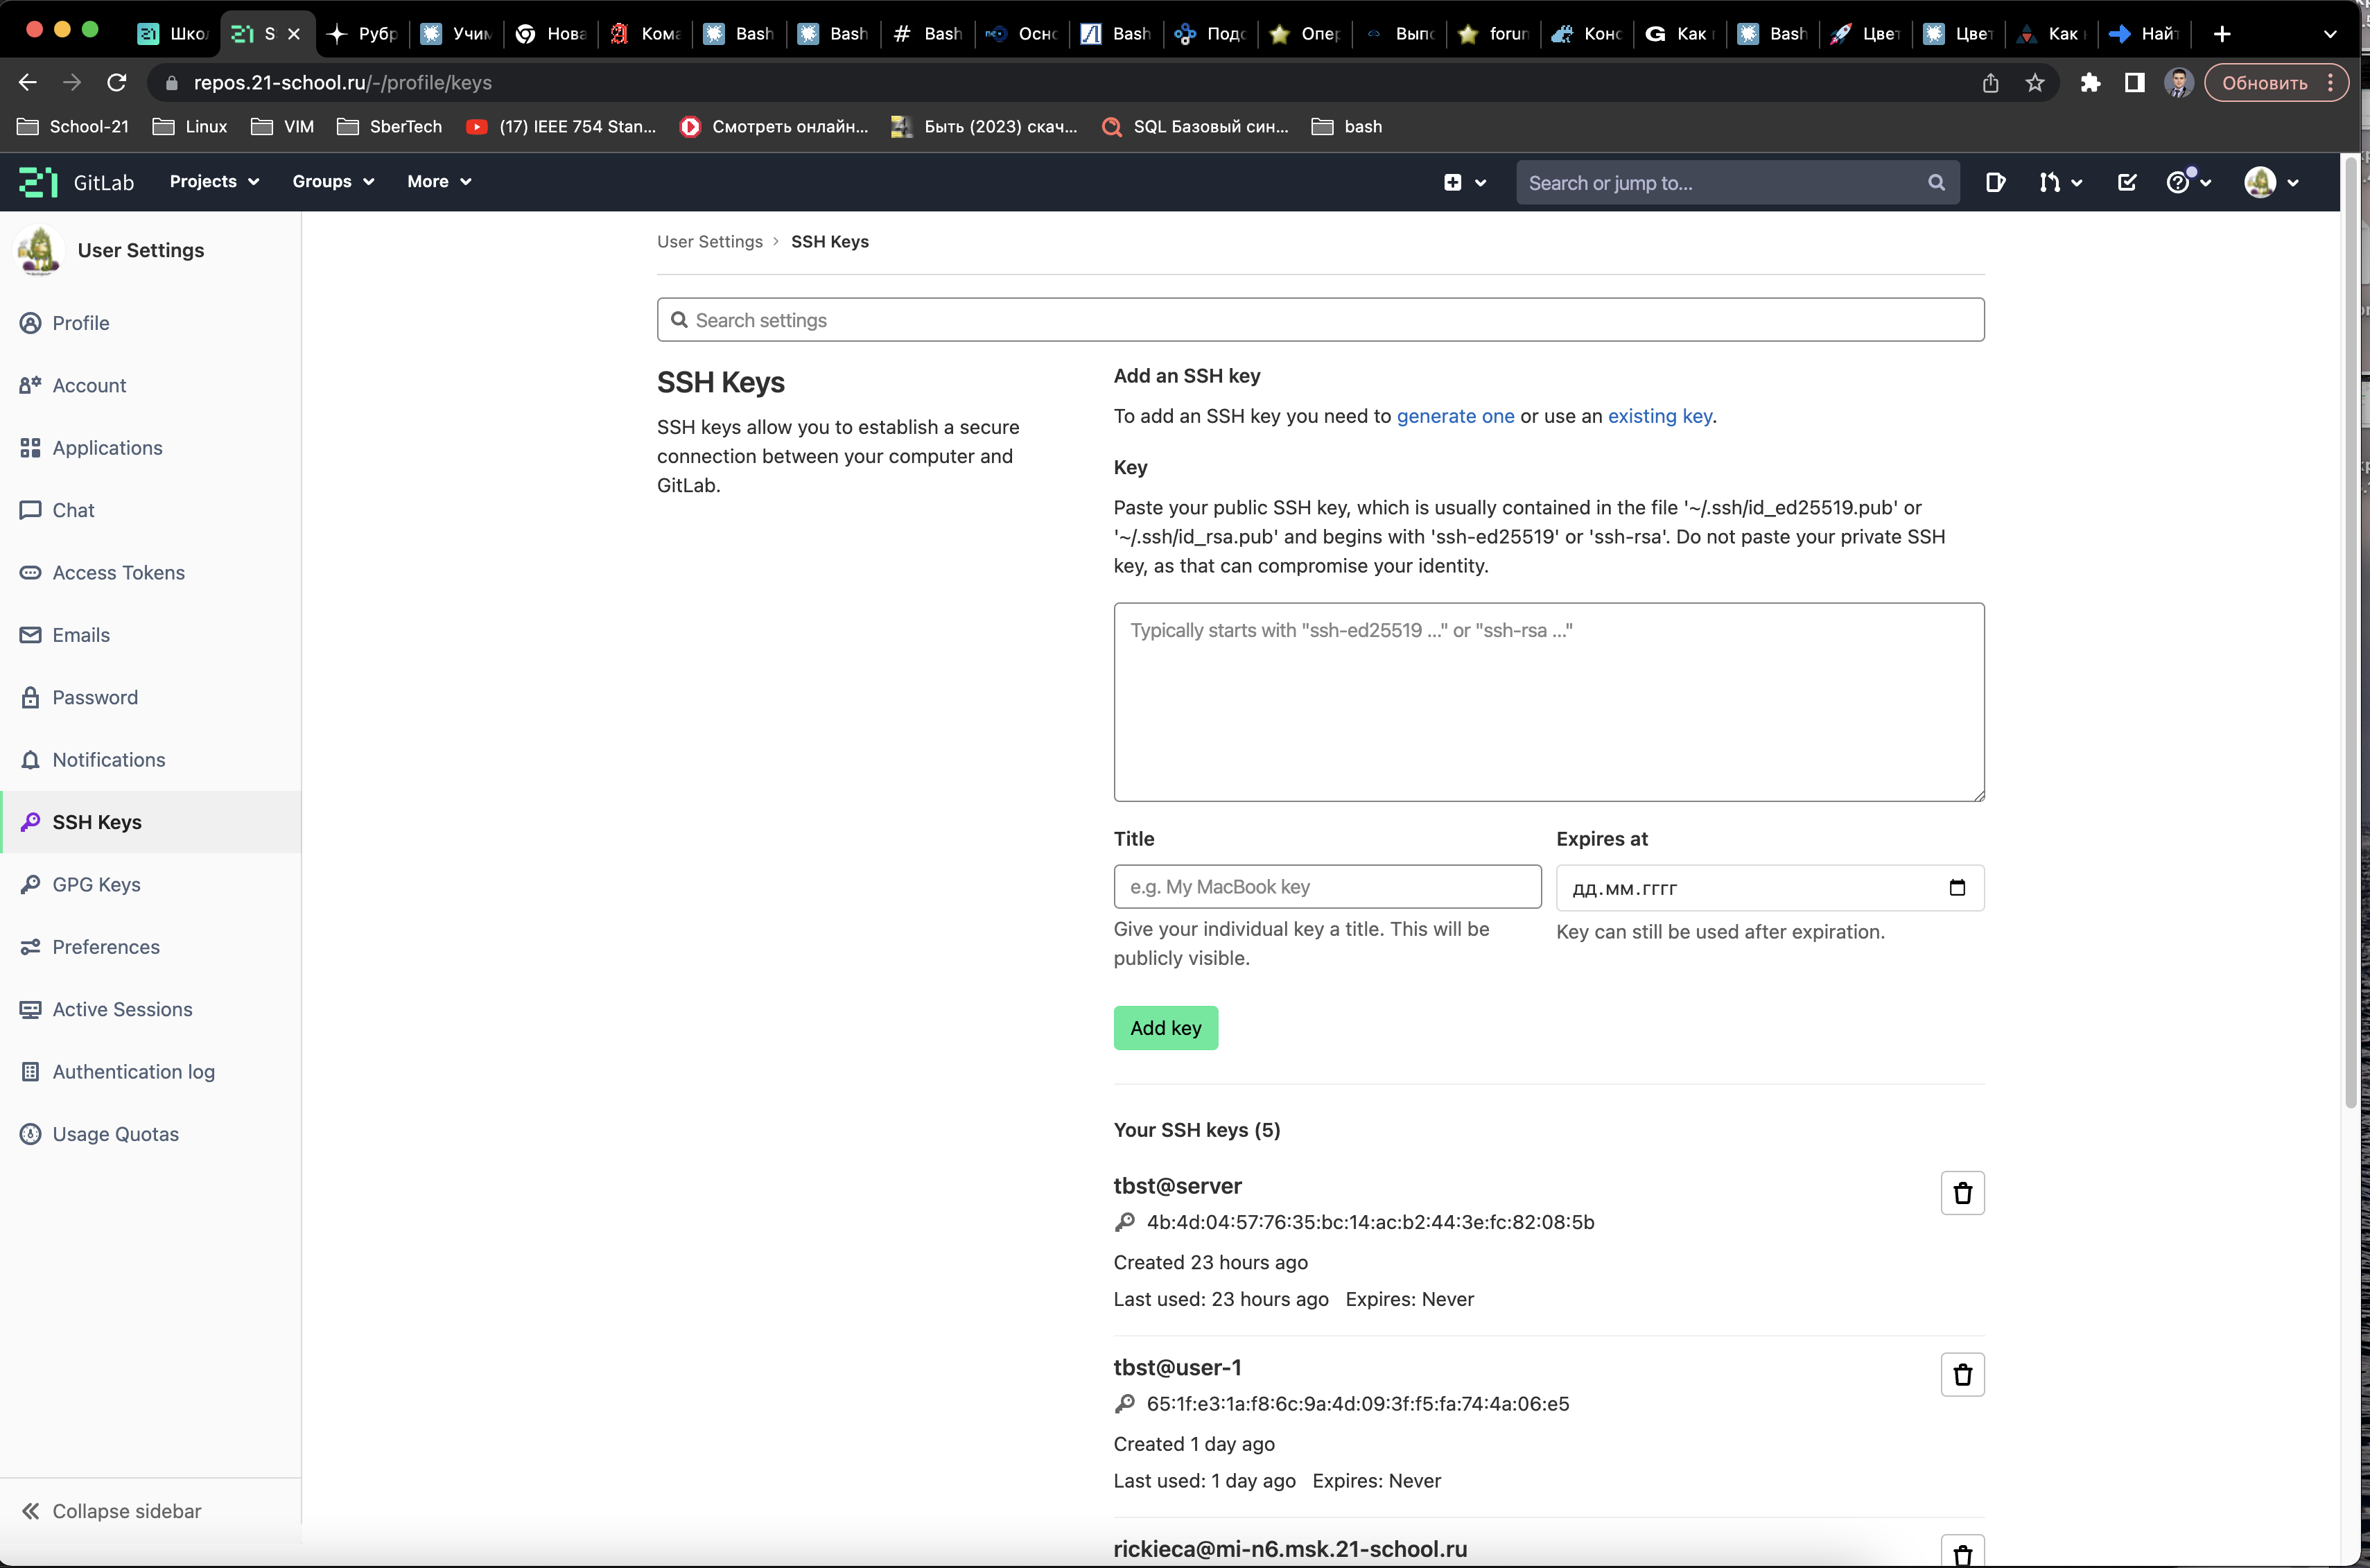 Шко
S
Рубр
Учим
Нова
Кома
Bash
Bash
Bash
Осно
Bash
Подс
Опер
Выпо
forum
Конс
Как
Bash
Цвет
Цвет
Как
Найт
repos.21-school.ru/-/profile/keys
Обновить
School-21
Linux
VIM
SberTech
(17) IEEE 754 Stan...
Смотреть онлайн...
Быть (2023) скач...
SQL Базовый син...
bash
GitLab
Projects
Groups
More
Search or jump to...
User Settings
Profile
Account
Applications
Chat
Access Tokens
Emails
Password
Notifications
SSH Keys
GPG Keys
Preferences
Active Sessions
Authentication log
Usage Quotas
Collapse sidebar
User Settings > SSH Keys
Search settings
SSH Keys
SSH keys allow you to establish a secure
connection between your computer and
GitLab.
Add an SSH key
To add an SSH key you need to generate one or use an existing key.
Key
Paste your public SSH key, which is usually contained in the file '~/.ssh/id_ed25519.pub' or
'~/.ssh/id_rsa.pub' and begins with 'ssh-ed25519' or 'ssh-rsa'. Do not paste your private SSH
key, as that can compromise your identity.
Typically starts with "ssh-ed25519 ..." or "ssh-rsa ..."
Title
e.g. My MacBook key
Give your individual key a title. This will be
publicly visible.
Expires at
дд.мм.гггг
Key can still be used after expiration.
Add key
Your SSH keys (5)
tbst@server
4b:4d:04:57:76:35:bc:14:ac:b2:44:3e:fc:82:08:5b
Created 23 hours ago
Last used: 23 hours ago Expires: Never
tbst@user-1
65:1f:e3:1a:f8:6c:9a:4d:09:3f:f5:fa:74:4a:06:e5
Created 1 day ago
Last used: 1 day ago Expires: Never
rickieca@mi-n6.msk.21-school.ru